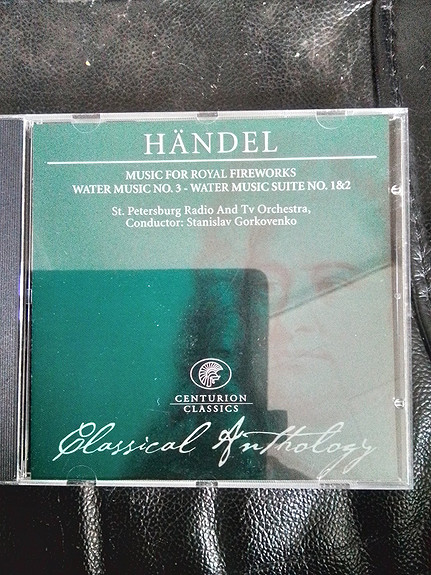 HÄNDEL
MUSIC FOR ROYAL FIREWORKS
WATER MUSIC NO. 3 - WATER MUSIC SUITE NO. 1&2
St. Petersburg Radio And Tv Orchestra,
Conductor: Stanislav Gorkovenko
CENTURION
CLASSICS
Classical Anthology